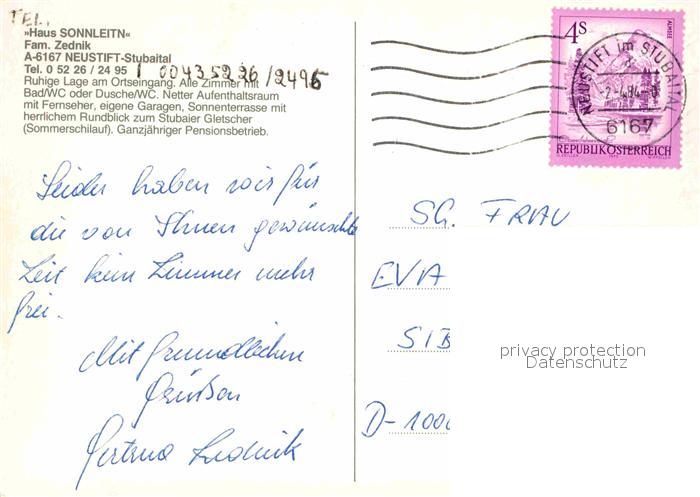 TEL.
»Haus SONNLEITN«
Fam. Zednik
A-6167 NEUSTIFT-Stubaital
Tel. 0 52 26 / 24 95 / 00435226/2495
Ruhige Lage am Ortseingang. Alle Zimmer mit
Bad/WC oder Dusche/WC. Netter Aufenthaltsraum
mit Fernseher, eigene Garagen, Sonnenterrasse mit
herrlichem Rundblick zum Stubaier Gletscher
(Sommerschilauf). Ganzjähriger Pensionsbetrieb.
Leider haben wir für
die von Ihnen gewünschte
Zeit kein Zimmer mehr
frei.
Mit freundlichen
Grüßen
Zednik
4S
ALMSEE
REPUBLIK ÖSTERREICH
NEUSTIFT im STUBAITAL
6167
SG. FRAU
EVA
SIB
D-1000
privacy protection
Datenschutz